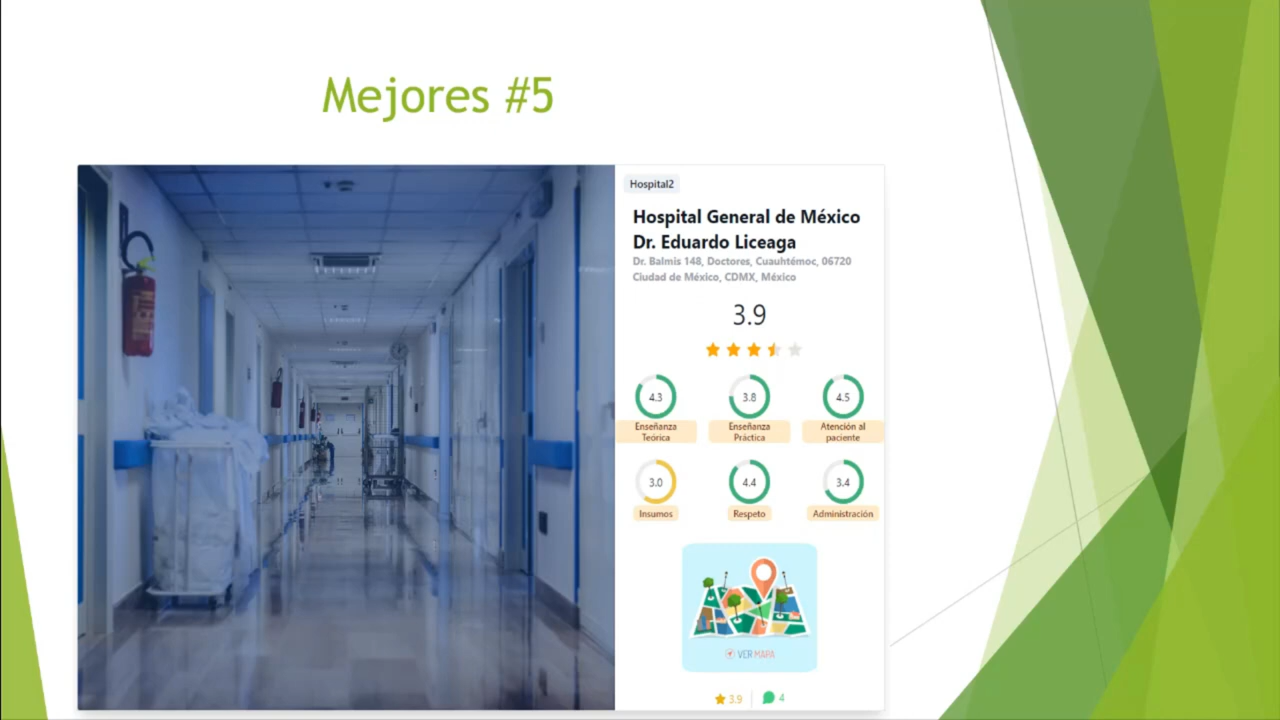 Mejores #5
Hospital2
Hospital General de México
Dr. Eduardo Liceaga
Dr. Balmis 148, Doctores, Cuauhtémoc, 06720
Ciudad de México, CDMX, México
3.9
4.3
3.8
4.5
Enseñanza
Teórica
Enseñanza
Práctica
Atención al
paciente
3.0
4.4
3.4
Insumos
Respeto
Administración
VER MAPA
3.9
4